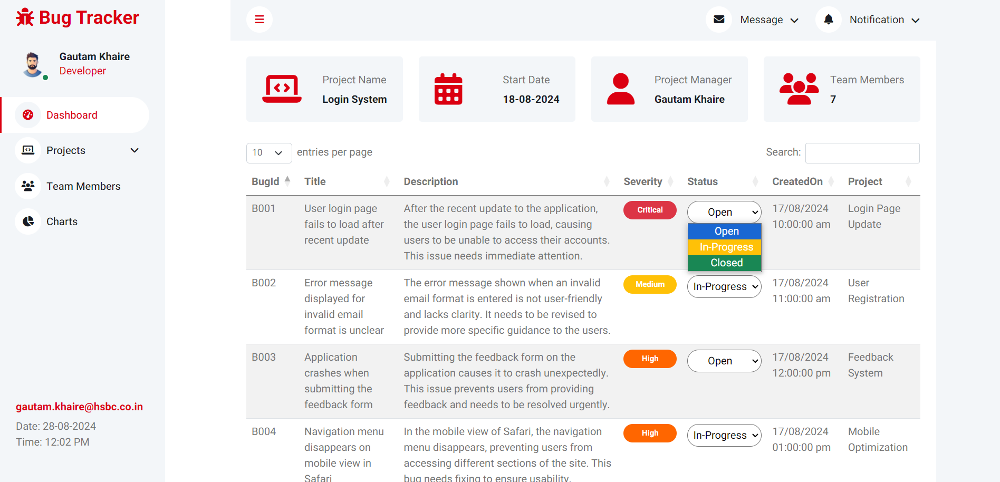 Bug Tracker
Gautam Khaire
Developer
Dashboard
Projects
Team Members
Charts
gautam.khaire@hsbc.co.in
Date: 28-08-2024
Time: 12:02 PM
Message
Notification
Project Name
Login System
Start Date
18-08-2024
Project Manager
Gautam Khaire
Team Members
7
10 entries per page
Search:
BugId Title Description Severity Status CreatedOn Project
B001
User login page
fails to load after
recent update
After the recent update to the application,
the user login page fails to load, causing
users to be unable to access their accounts.
This issue needs immediate attention.
Critical
Open
Open
In-Progress
Closed
17/08/2024
10:00:00 am
Login Page
Update
B002
Error message
displayed for
invalid email
format is unclear
The error message shown when an invalid
email format is entered is not user-friendly
and lacks clarity. It needs to be revised to
provide more specific guidance to the users.
Medium
In-Progress
17/08/2024
11:00:00 am
User
Registration
B003
Application
crashes when
submitting the
feedback form
Submitting the feedback form on the
application causes it to crash unexpectedly.
This issue prevents users from providing
feedback and needs to be resolved urgently.
High
Open
17/08/2024
12:00:00 pm
Feedback
System
B004
Navigation menu
disappears on
mobile view in
Safari
In the mobile view of Safari, the navigation
menu disappears, preventing users from
accessing different sections of the site. This
bug needs fixing to ensure usability.
High
In-Progress
17/08/2024
01:00:00 pm
Mobile
Optimization